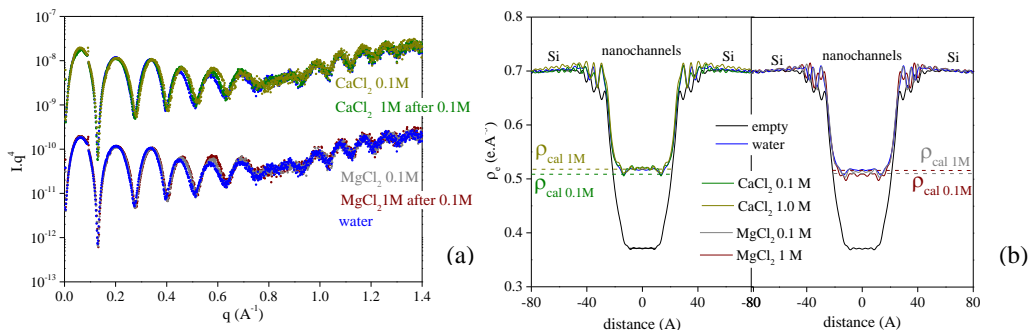 10^-7
10^-8
10^-9
10^-10
10^-11
10^-12
10^-13
I.q^4
CaCl2 0.1M
CaCl2 1M after 0.1M
MgCl2 0.1M
MgCl2 1M after 0.1M
water
0.0 0.2 0.4 0.6 0.8 1.0 1.2 1.4
q (A^-1)
(a)
0.8
0.7
0.6
0.5
0.4
0.3
nanochannels
Si
Si
ρcal 1M
ρcal 0.1M
empty
water
CaCl2 0.1 M
CaCl2 1.0 M
MgCl2 0.1 M
MgCl2 1 M
nanochannels
Si
Si
ρcal 1M
ρcal 0.1M
-80 -40 0 40 -80 -40 0 40 80
distance (A)
distance (A)
(b)